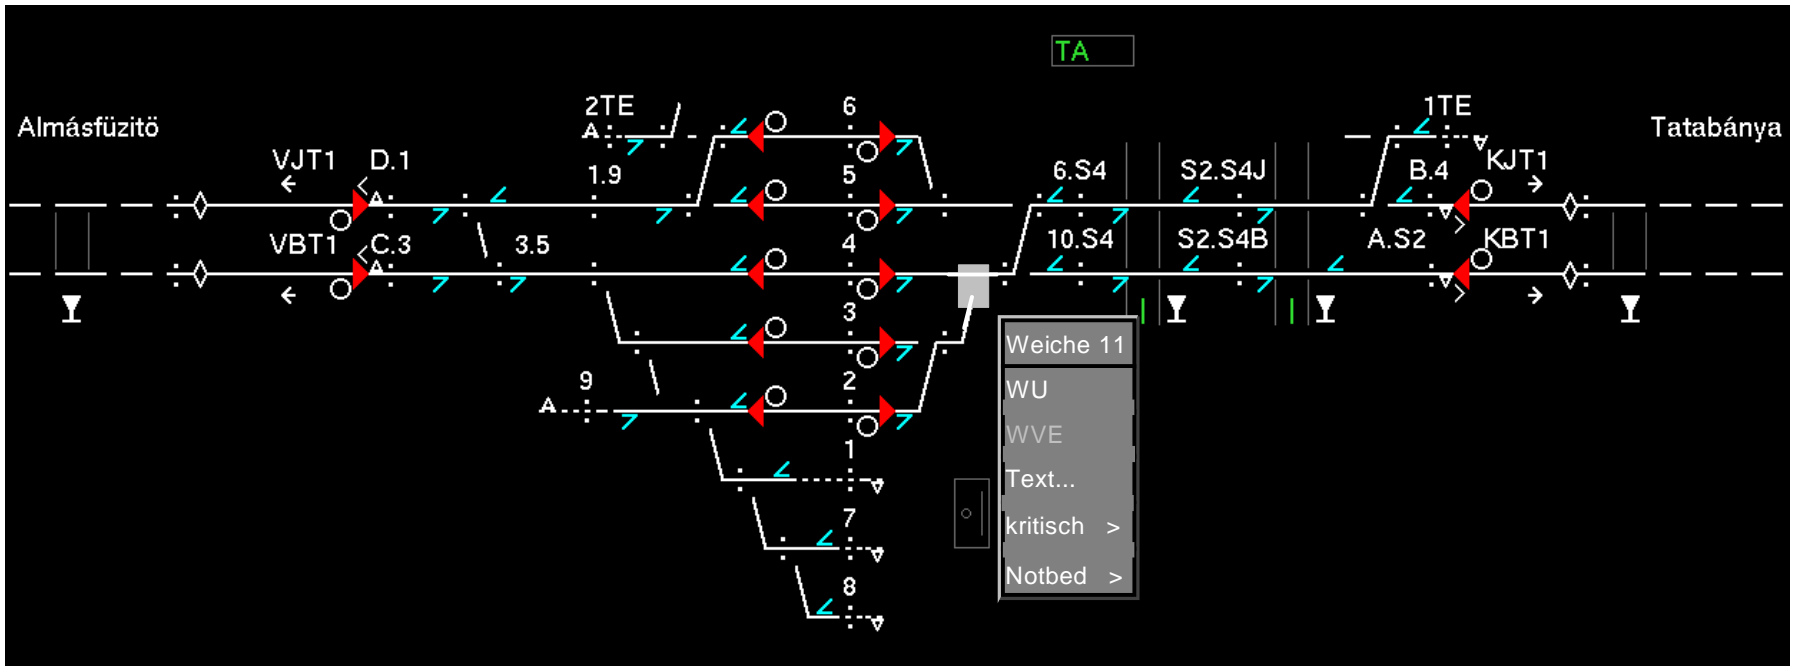 TA
2TE 6 1TE
Almásfüzitö Tatabánya
VJT1 D.1 1.9 5 6.S4 S2.S4J B.4 KJT1
VBT1 C.3 3.5 4 10.S4 S2.S4B A.S2 KBT1
3
Weiche 11
9 2
WU
WVE
1
Text...
7
kritisch >
Notbed >
8